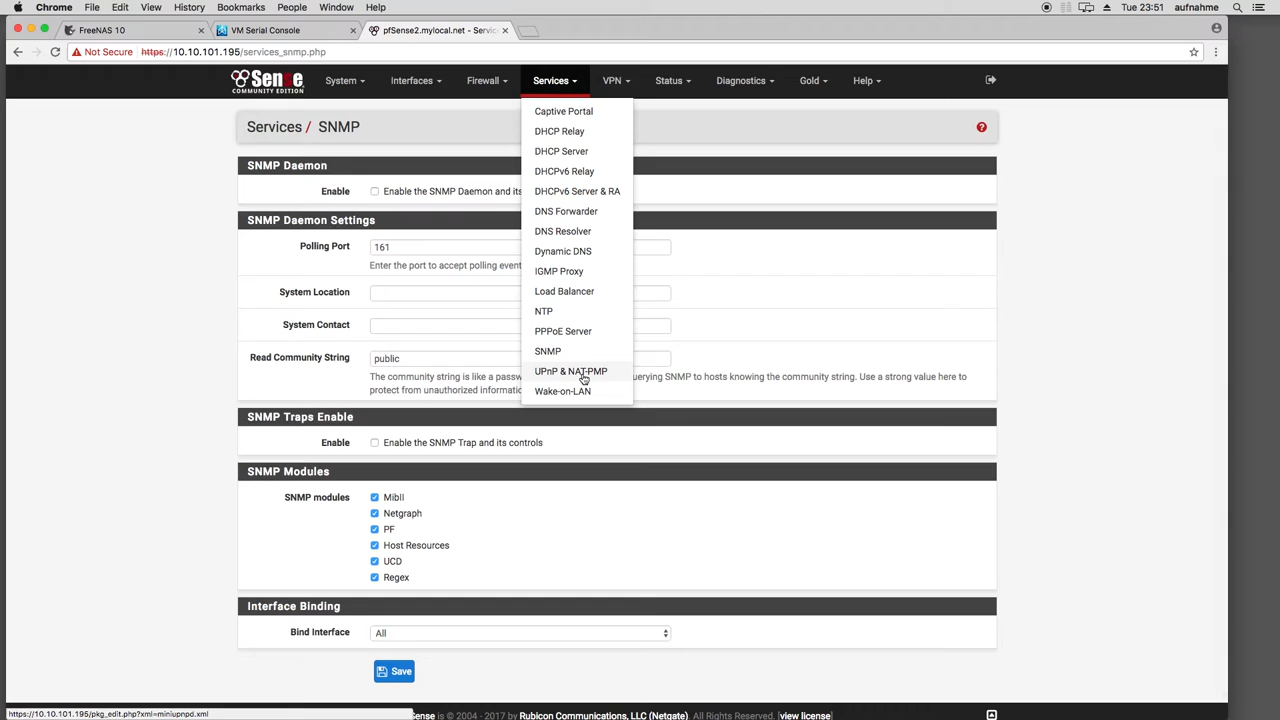 Chrome File Edit View History Bookmarks People Window Help Tue 23:51 aufnahme
FreeNAS 10 VM Serial Console pfSense2.mylocal.net - Servic
Not Secure https://10.10.101.195/services_snmp.php
Sense COMMUNITY EDITION System Interfaces Firewall Services VPN Status Diagnostics Gold Help
Services / SNMP
Captive Portal
DHCP Relay
DHCP Server
DHCPv6 Relay
DHCPv6 Server & RA
DNS Forwarder
DNS Resolver
Dynamic DNS
IGMP Proxy
Load Balancer
NTP
PPPoE Server
SNMP
UPnP & NAT-PMP
Wake-on-LAN
SNMP Daemon
Enable Enable the SNMP Daemon and its
SNMP Daemon Settings
Polling Port 161
Enter the port to accept polling event
System Location
System Contact
Read Community String public
The community string is like a passw querying SNMP to hosts knowing the community string. Use a strong value here to
protect from unauthorized informatio
SNMP Traps Enable
Enable Enable the SNMP Trap and its controls
SNMP Modules
SNMP modules MibII
Netgraph
PF
Host Resources
UCD
Regex
Interface Binding
Bind Interface All
Save
https://10.10.101.195/pkg_edit.php?xml=miniupnpd.xml
Sense is © 2004 - 2017 by Rubicon Communications, LLC (Netgate). All Rights Reserved. [view license]